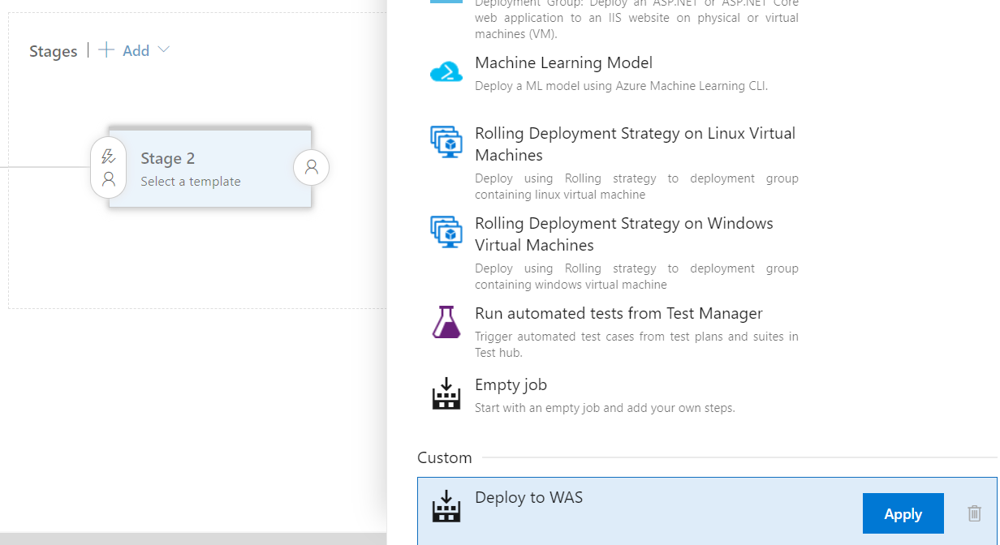 Stages
Add
Stage 2
Select a template
Deployment Group: Deploy an ASP.NET or ASP.NET Core
web application to an IIS website on physical or virtual
machines (VM).
Machine Learning Model
Deploy a ML model using Azure Machine Learning CLI.
Rolling Deployment Strategy on Linux Virtual
Machines
Deploy using Rolling strategy to deployment group
containing linux virtual machine
Rolling Deployment Strategy on Windows
Virtual Machines
Deploy using Rolling strategy to deployment group
containing windows virtual machine
Run automated tests from Test Manager
Trigger automated test cases from test plans and suites in
Test hub.
Empty job
Start with an empty job and add your own steps.
Custom
Deploy to WAS
Apply